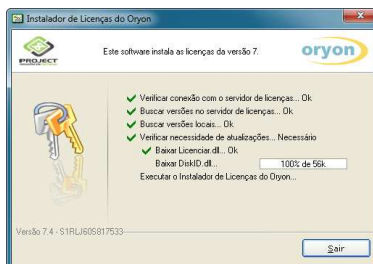 Instalador de Licenças do Oryon
PROJECT
Este software instala as licenças da versão 7.
oryon
Verificar conexão com o servidor de licenças... Ok
Buscar versões no servidor de licenças... Ok
Buscar versões locais... Ok
Verificar necessidade de atualizações... Necessário
Baixar Licenciar.dll... Ok
Baixar DiskID.dll...
100% de 56k
Executar o Instalador de Licenças do Oryon...
Versão 7.4 - S1RLJ60S817533
Sair